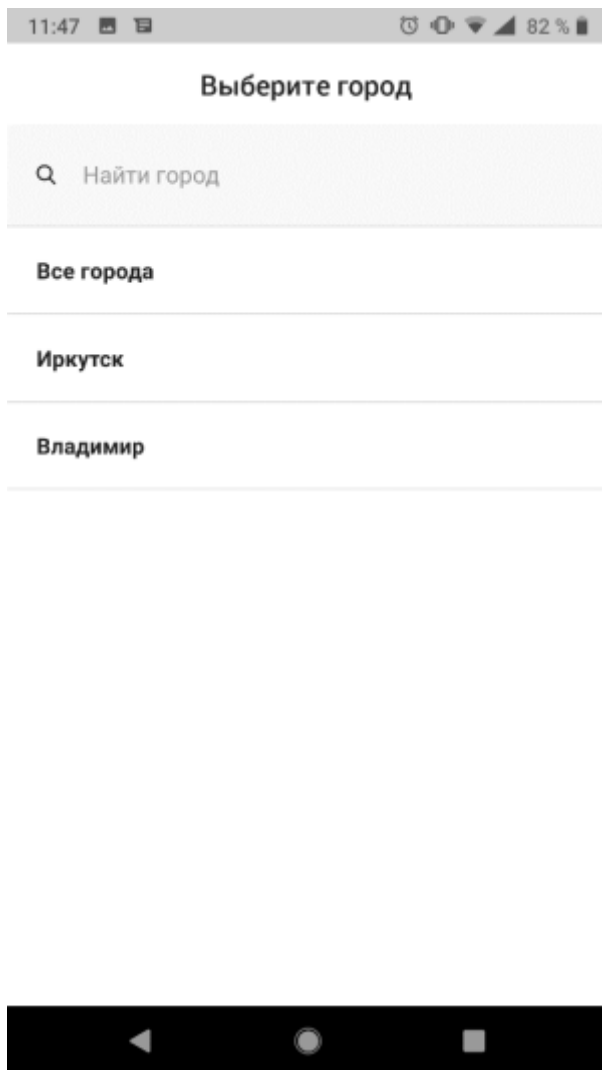 11:47 82 %
Выберите город
Найти город
Все города
Иркутск
Владимир